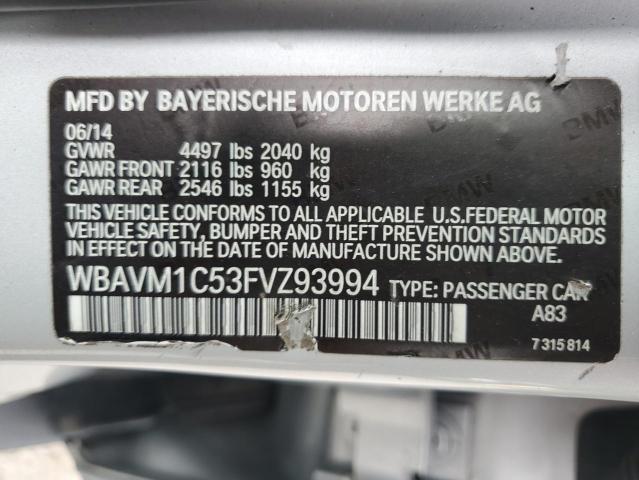 MFD BY BAYERISCHE MOTOREN WERKE AG
06/14
GVWR 4497 lbs 2040 kg
GAWR FRONT 2116 lbs 960 kg
GAWR REAR 2546 lbs 1155 kg
THIS VEHICLE CONFORMS TO ALL APPLICABLE U.S.FEDERAL MOTOR
VEHICLE SAFETY, BUMPER AND THEFT PREVENTION STANDARDS
IN EFFECT ON THE DATE OF MANUFACTURE SHOWN ABOVE.
WBAVM1C53FVZ93994 TYPE: PASSENGER CAR
A83
7 315 814